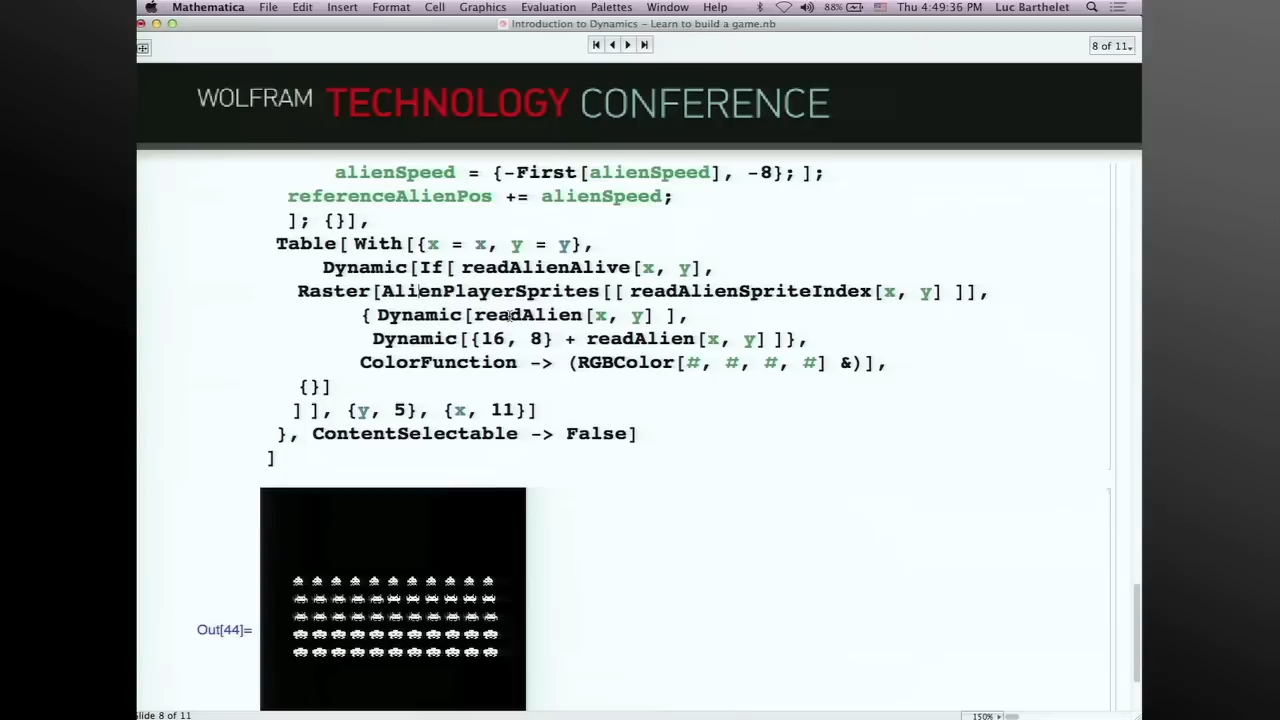 Mathematica File Edit Insert Format Cell Graphics Evaluation Palettes Window Help 88% Thu 4:49:36 PM Luc Barthelet
Introduction to Dynamics – Learn to build a game.nb
8 of 11
WOLFRAM TECHNOLOGY CONFERENCE
alienSpeed = {-First[alienSpeed], -8}; ];
referenceAlienPos += alienSpeed;
]; {}],
Table[ With[{x = x, y = y},
Dynamic[If[ readAlienAlive[x, y],
Raster[AlienPlayerSprites[[ readAlienSpriteIndex[x, y] ]],
{ Dynamic[readAlien[x, y] ],
Dynamic[{16, 8} + readAlien[x, y] ]},
ColorFunction -> (RGBColor[#, #, #, #] &)],
{}]
] ], {y, 5}, {x, 11}]
}, ContentSelectable -> False]
]
Out[44]=
Slide 8 of 11 150%